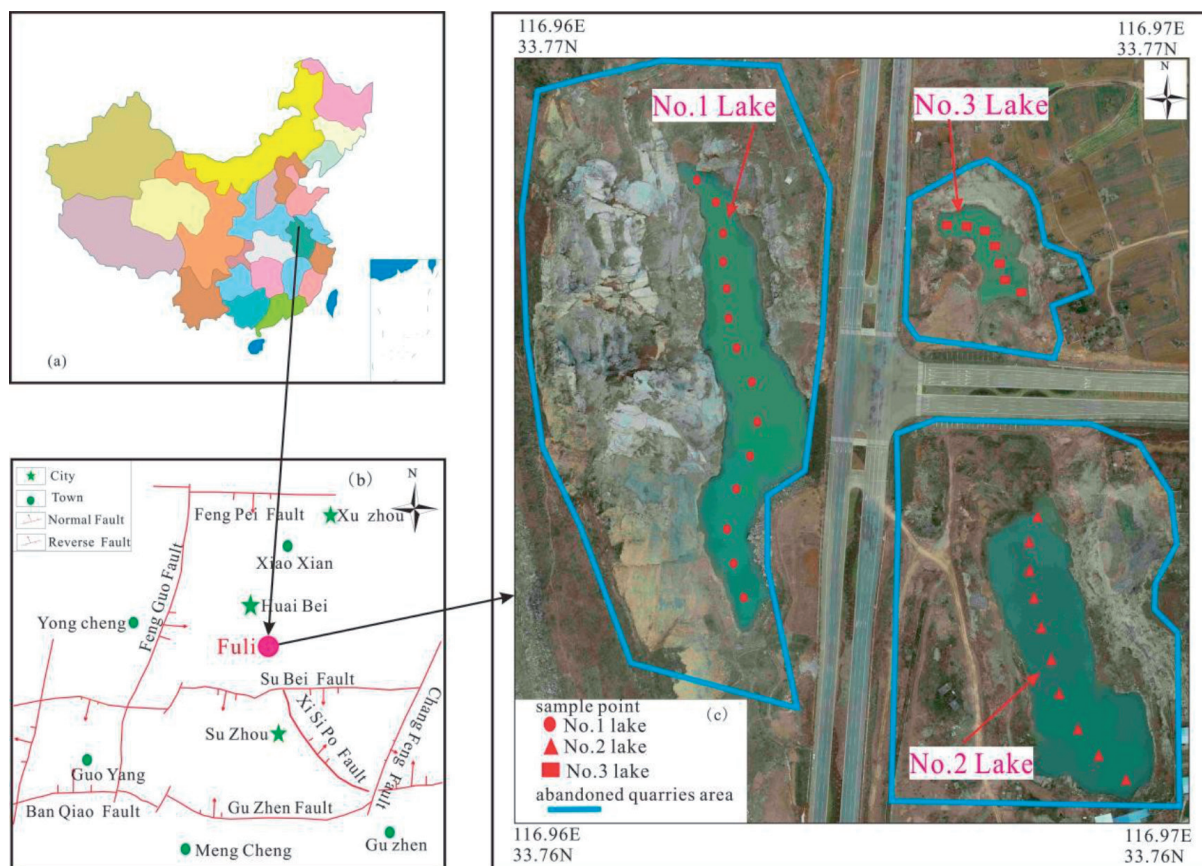 (a)
(b)
N
City
Town
Normal Fault
Reverse Fault
Feng Pei Fault
Xu zhou
Xiao Xian
Feng Guo Fault
Huai Bei
Yong cheng
Fuli
Su Bei Fault
Xi Si Po Fault
Chang Feng Fault
Su Zhou
Guo Yang
Ban Qiao Fault
Gu Zhen Fault
Gu zhen
Meng Cheng
116.96E
33.77N
116.97E
33.77N
N
No.1 Lake
No.3 Lake
No.2 Lake
sample point
(c)
No.1 lake
No.2 lake
No.3 lake
abandoned quarries area
116.96E
33.76N
116.97E
33.76N